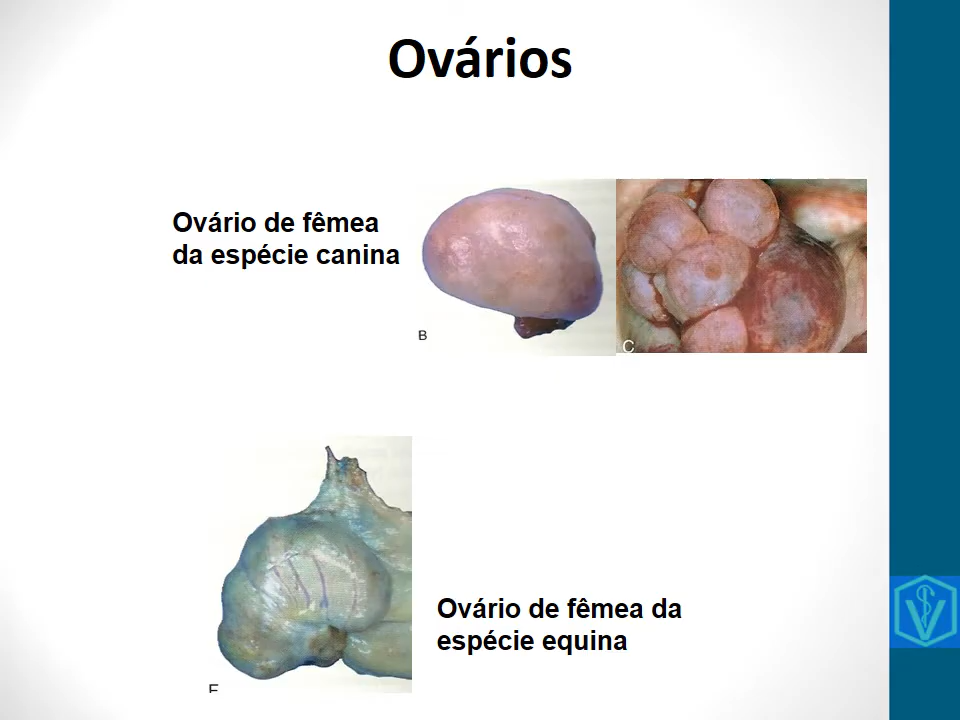 Ovários
Ovário de fêmea
da espécie canina
B
C
Ovário de fêmea da
espécie equina